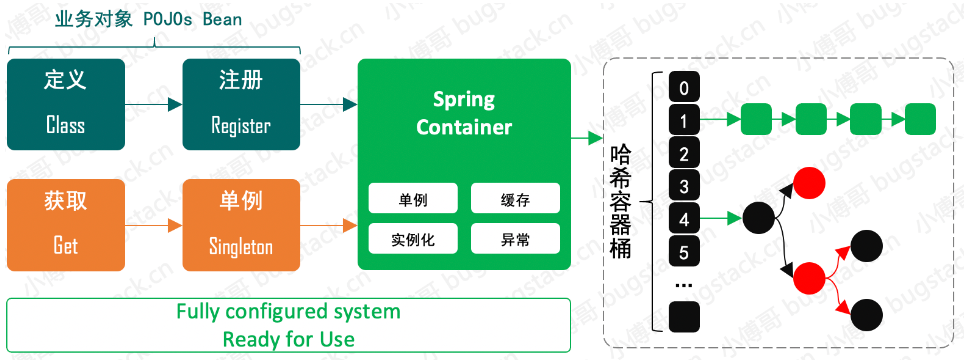 业务对象 POJOs Bean
定义
Class
注册
Register
获取
Get
单例
Singleton
Spring
Container
单例
缓存
实例化
异常
Fully configured system
Ready for Use
哈希容器桶
0
1
2
3
4
5
...
小傅哥 bugstack.cn